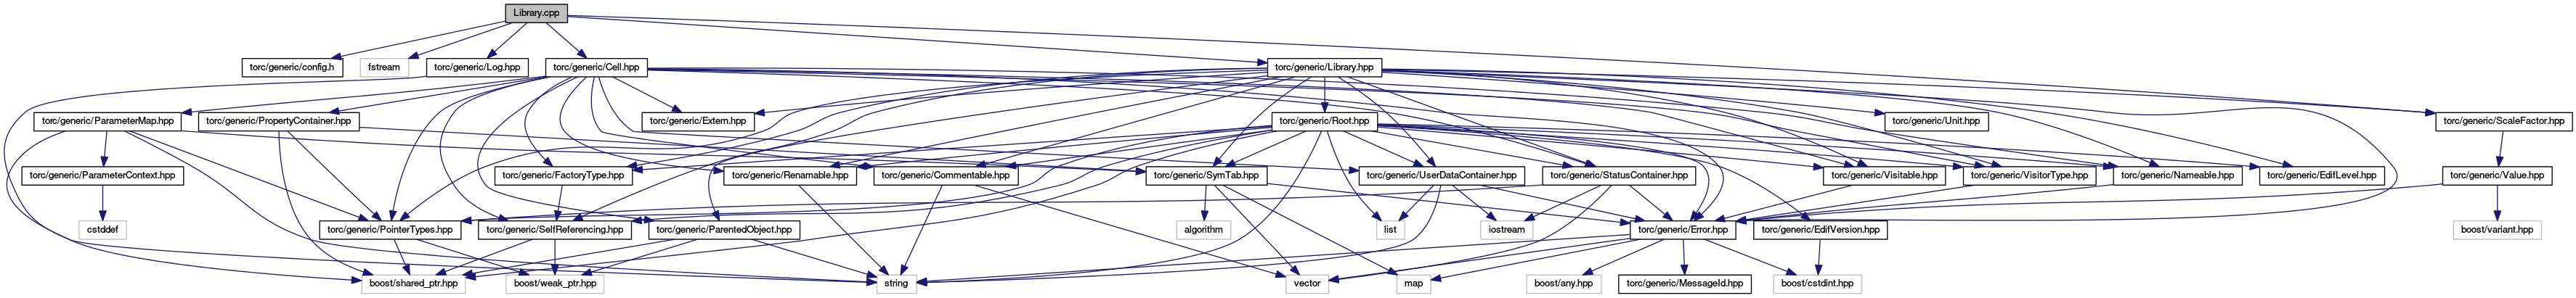 Library.cpp
torc/generic/config.h
fstream
torc/generic/Log.hpp
torc/generic/Cell.hpp
torc/generic/Library.hpp
torc/generic/ParameterMap.hpp
torc/generic/PropertyContainer.hpp
torc/generic/Extern.hpp
torc/generic/Root.hpp
torc/generic/Unit.hpp
torc/generic/ScaleFactor.hpp
torc/generic/ParameterContext.hpp
torc/generic/FactoryType.hpp
torc/generic/Renamable.hpp
torc/generic/Commentable.hpp
torc/generic/SymTab.hpp
torc/generic/UserDataContainer.hpp
torc/generic/StatusContainer.hpp
torc/generic/Visitable.hpp
torc/generic/VisitorType.hpp
torc/generic/Nameable.hpp
torc/generic/EdifLevel.hpp
torc/generic/Value.hpp
cstddef
torc/generic/PointerTypes.hpp
torc/generic/SelfReferencing.hpp
torc/generic/ParentedObject.hpp
algorithm
list
iostream
torc/generic/Error.hpp
torc/generic/EdifVersion.hpp
boost/variant.hpp
boost/shared_ptr.hpp
boost/weak_ptr.hpp
string
vector
map
boost/any.hpp
torc/generic/MessageId.hpp
boost/cstdint.hpp